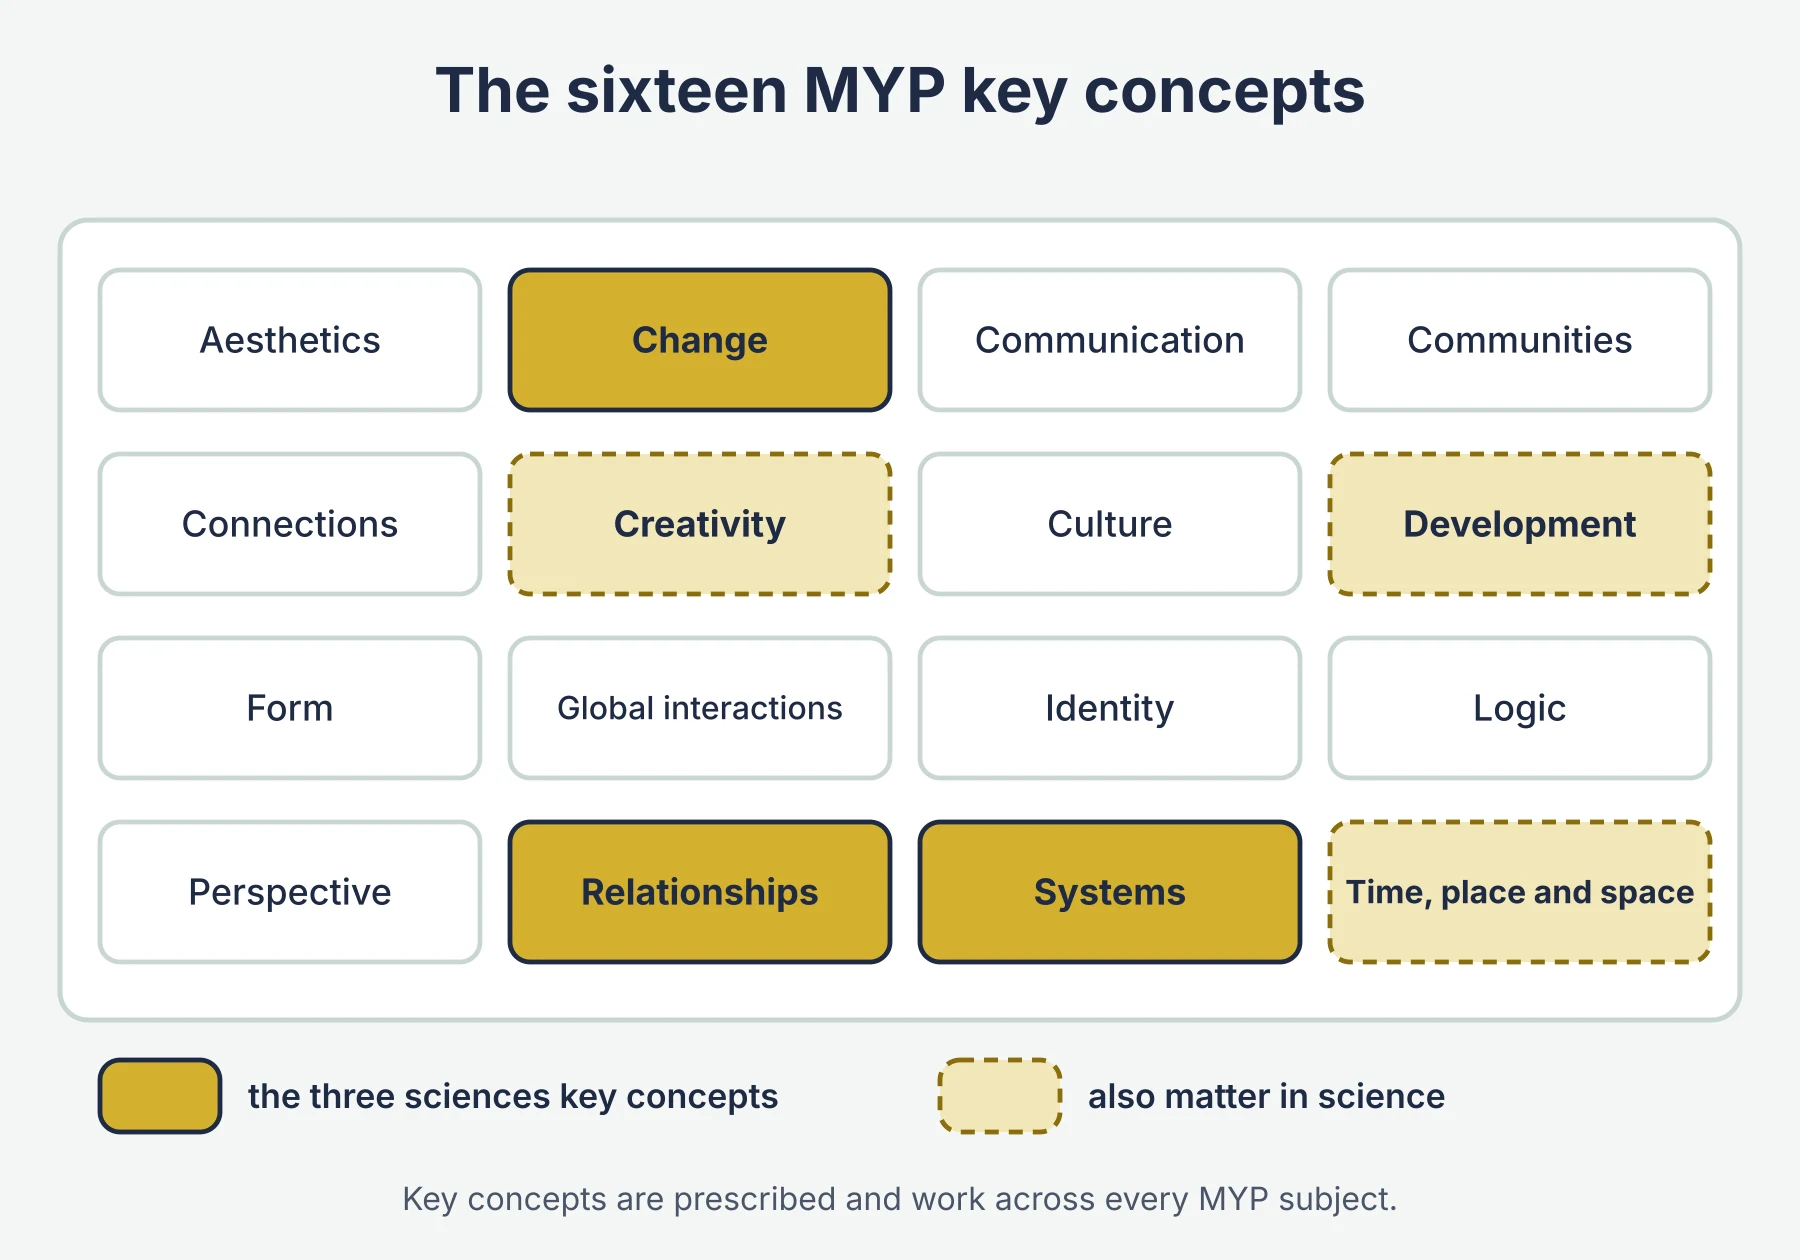 The sixteen MYP key concepts
Aesthetics
Change
Communication
Communities
Connections
Creativity
Culture
Development
Form
Global interactions
Identity
Logic
Perspective
Relationships
Systems
Time, place and space
the three sciences key concepts
also matter in science
Key concepts are prescribed and work across every MYP subject.